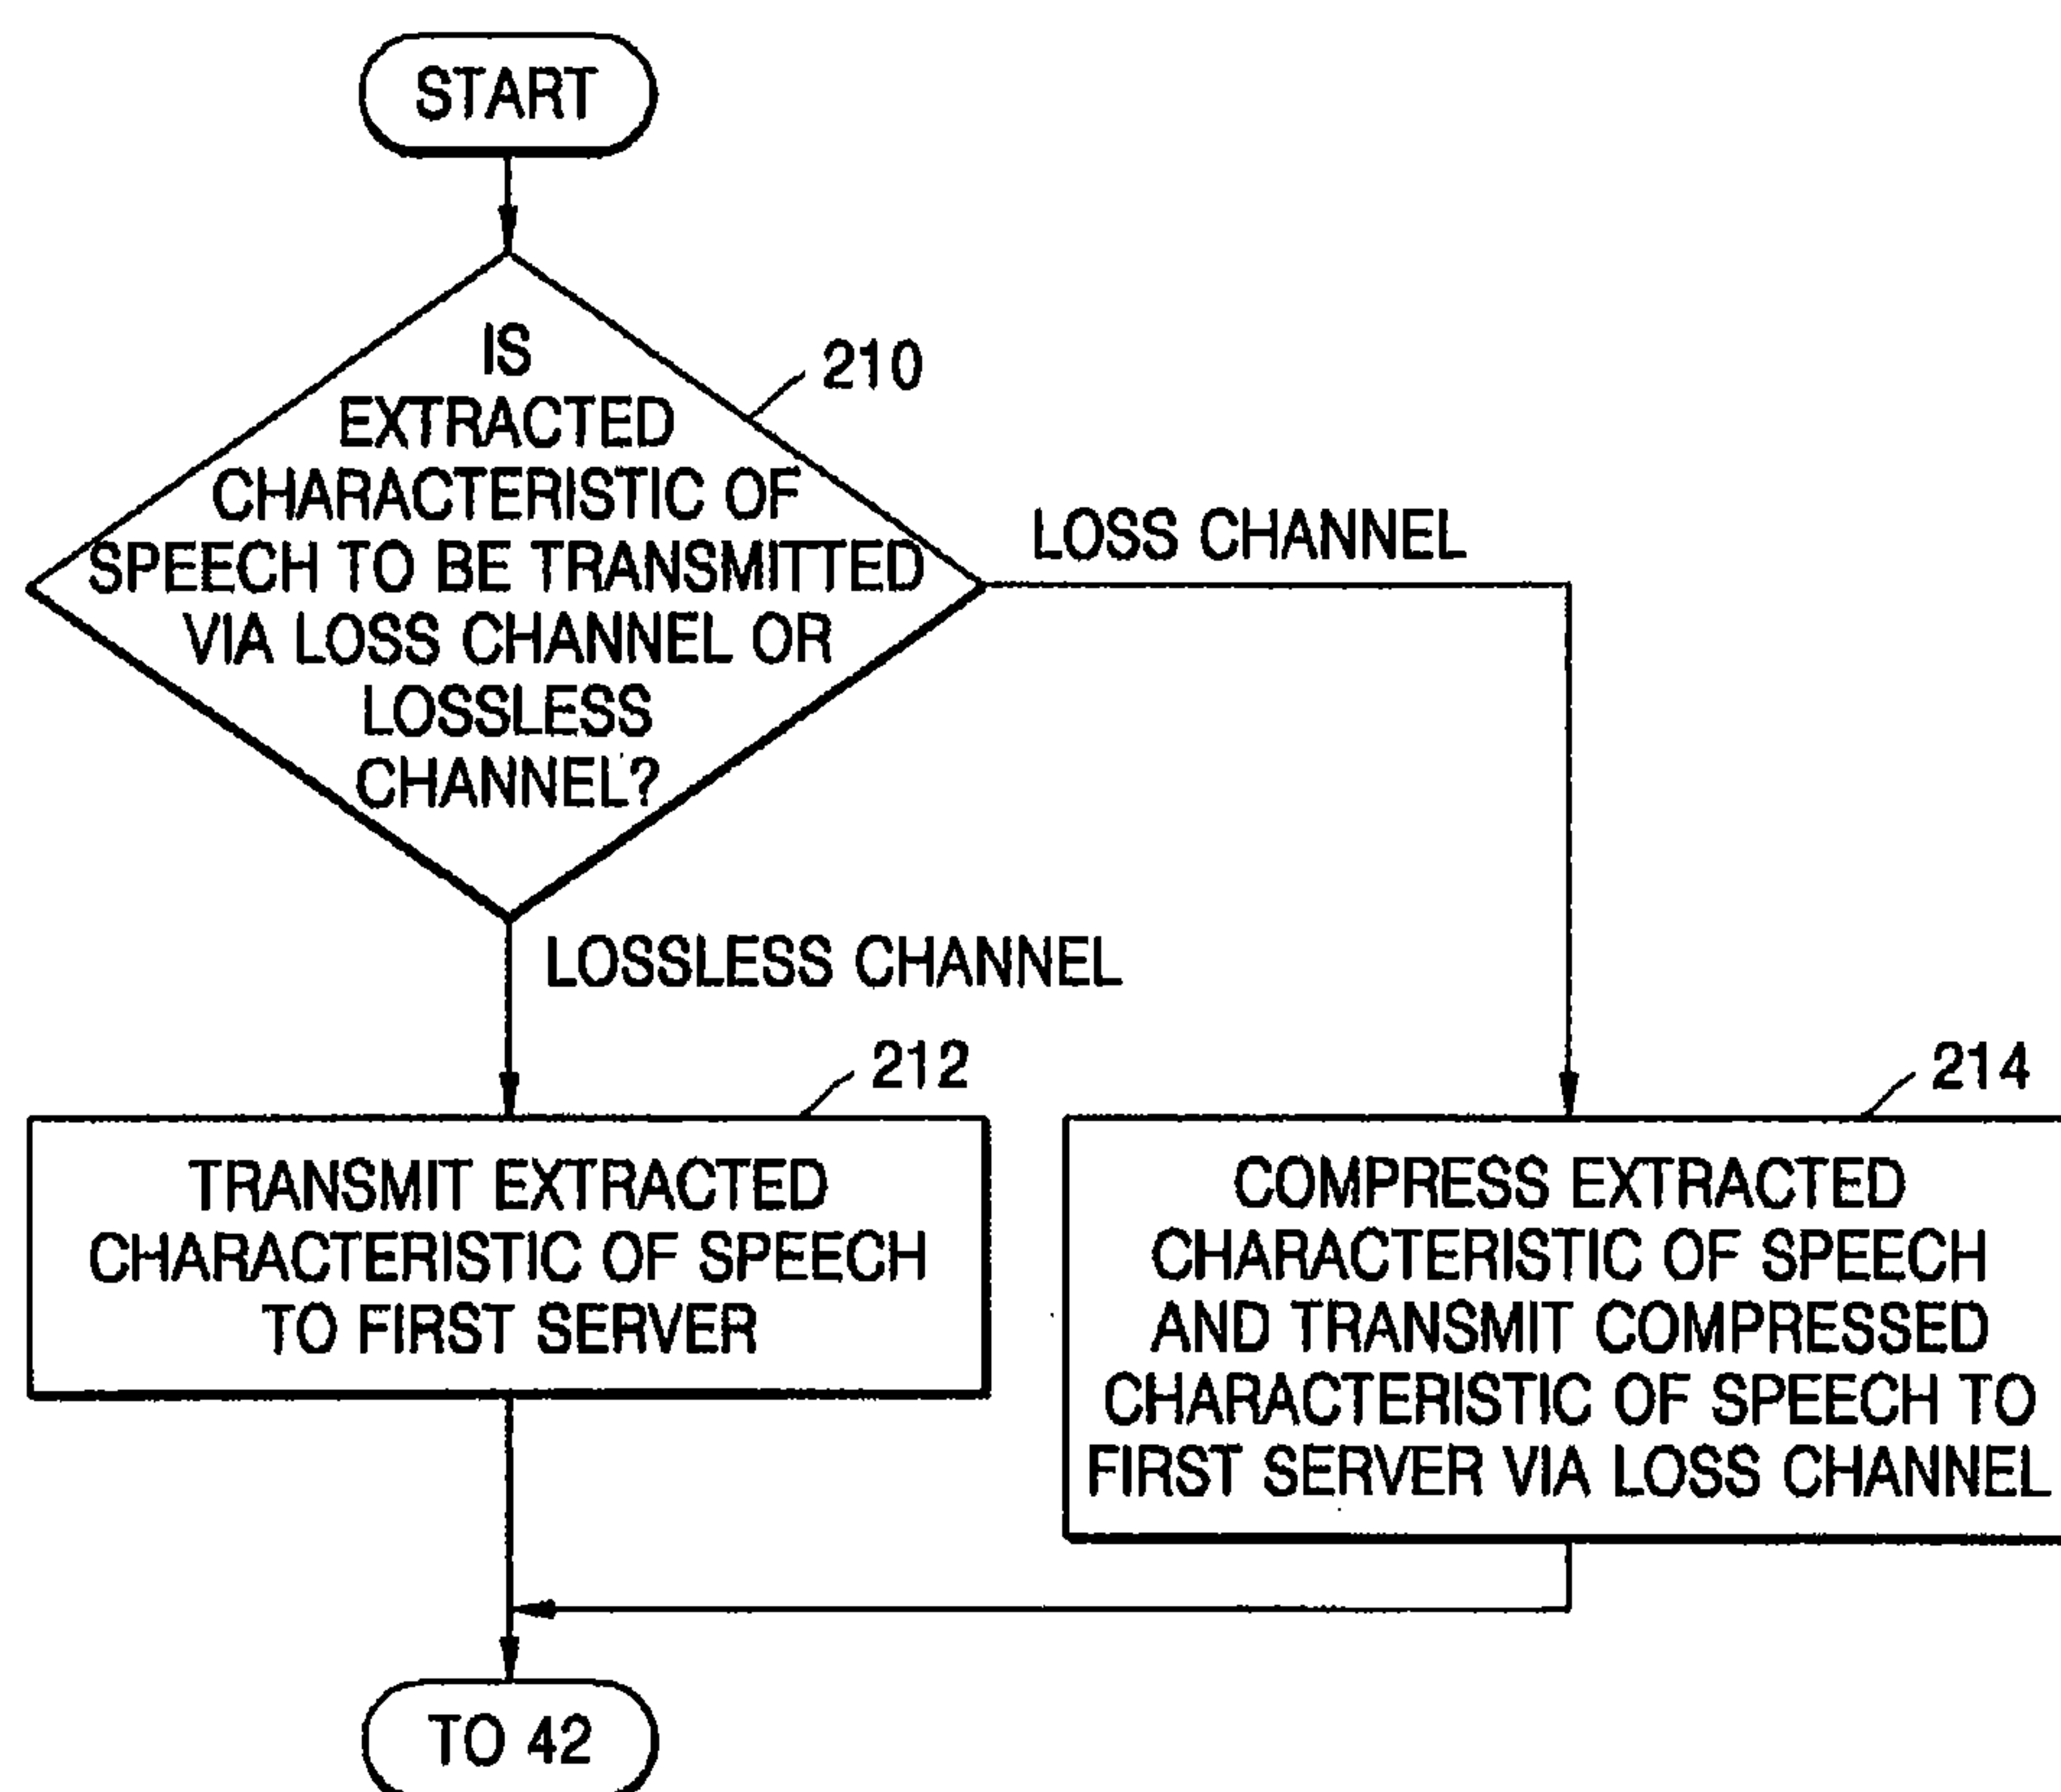 START
IS
EXTRACTED
CHARACTERISTIC OF
SPEECH TO BE TRANSMITTED
VIA LOSS CHANNEL OR
LOSSLESS
CHANNEL?
210
LOSS CHANNEL
LOSSLESS CHANNEL
212
TRANSMIT EXTRACTED
CHARACTERISTIC OF SPEECH
TO FIRST SERVER
214
COMPRESS EXTRACTED
CHARACTERISTIC OF SPEECH
AND TRANSMIT COMPRESSED
CHARACTERISTIC OF SPEECH TO
FIRST SERVER VIA LOSS CHANNEL
TO 42